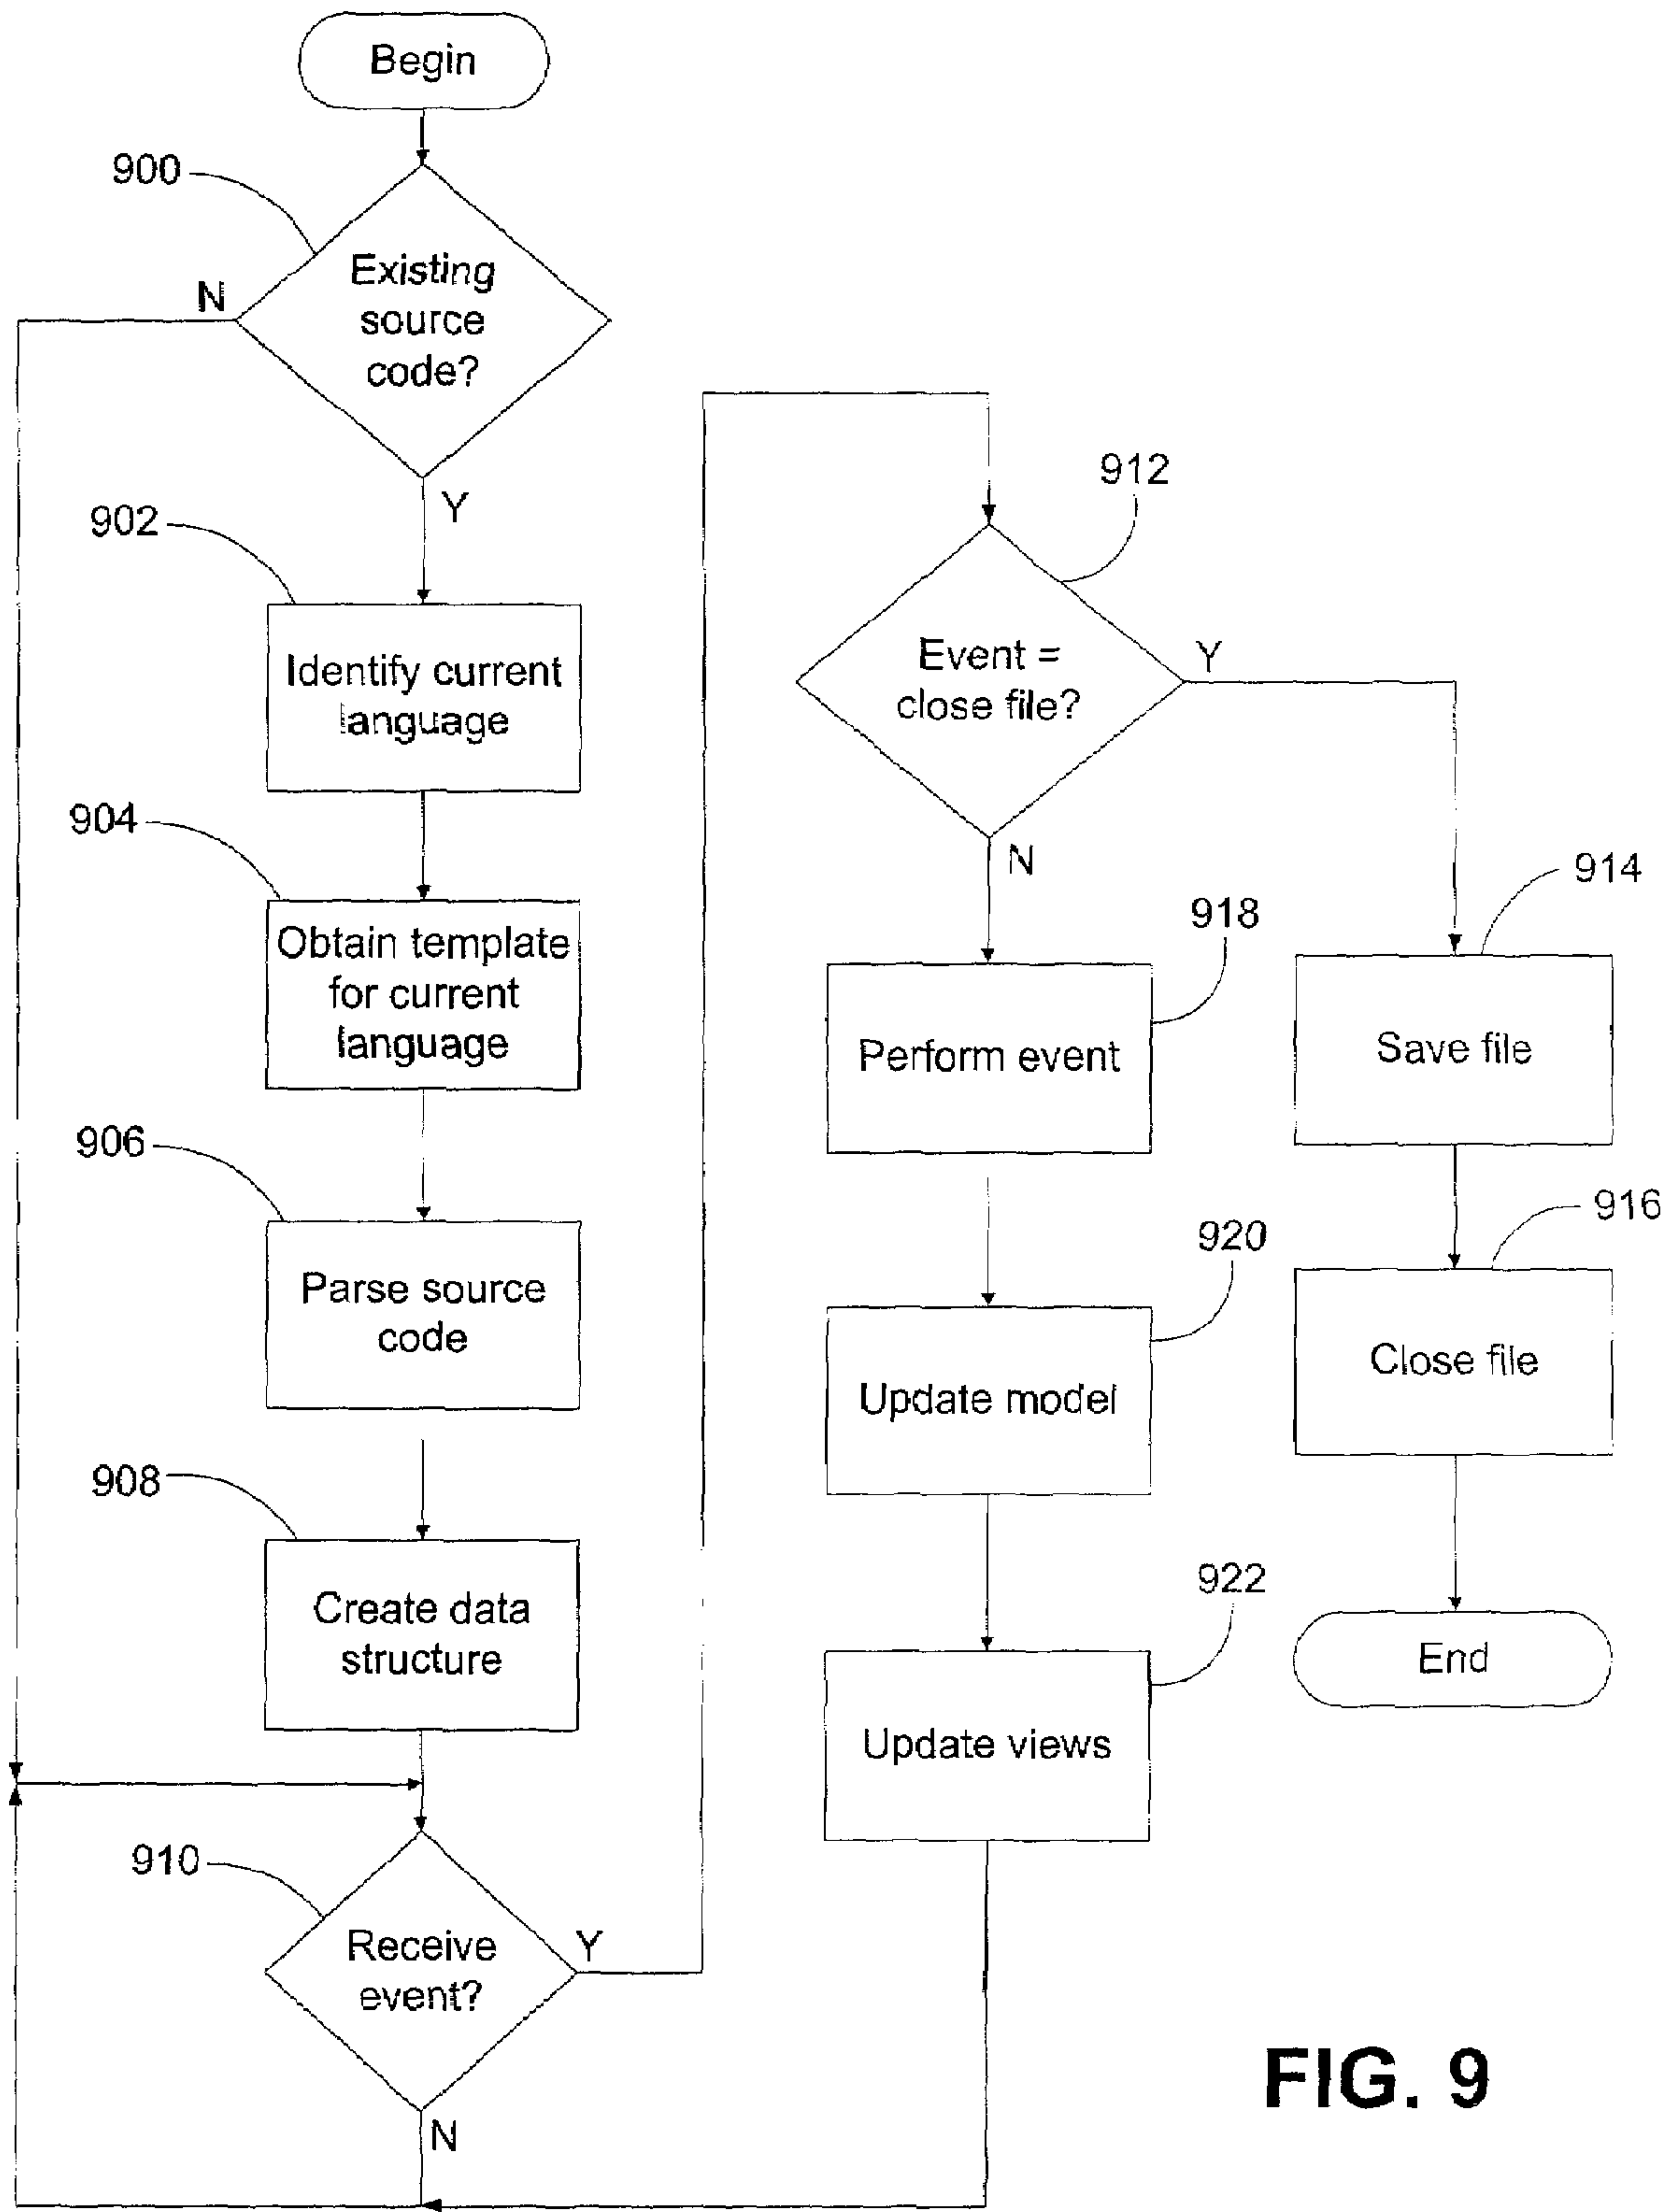 Begin
900
Existing
source
code?
N
Y
902
Identify current
language
904
Obtain template
for current
language
906
Parse source
code
908
Create data
structure
910
Receive
event?
Y
N
912
Event =
close file?
Y
N
914
Save file
916
Close file
End
918
Perform event
920
Update model
922
Update views
FIG. 9